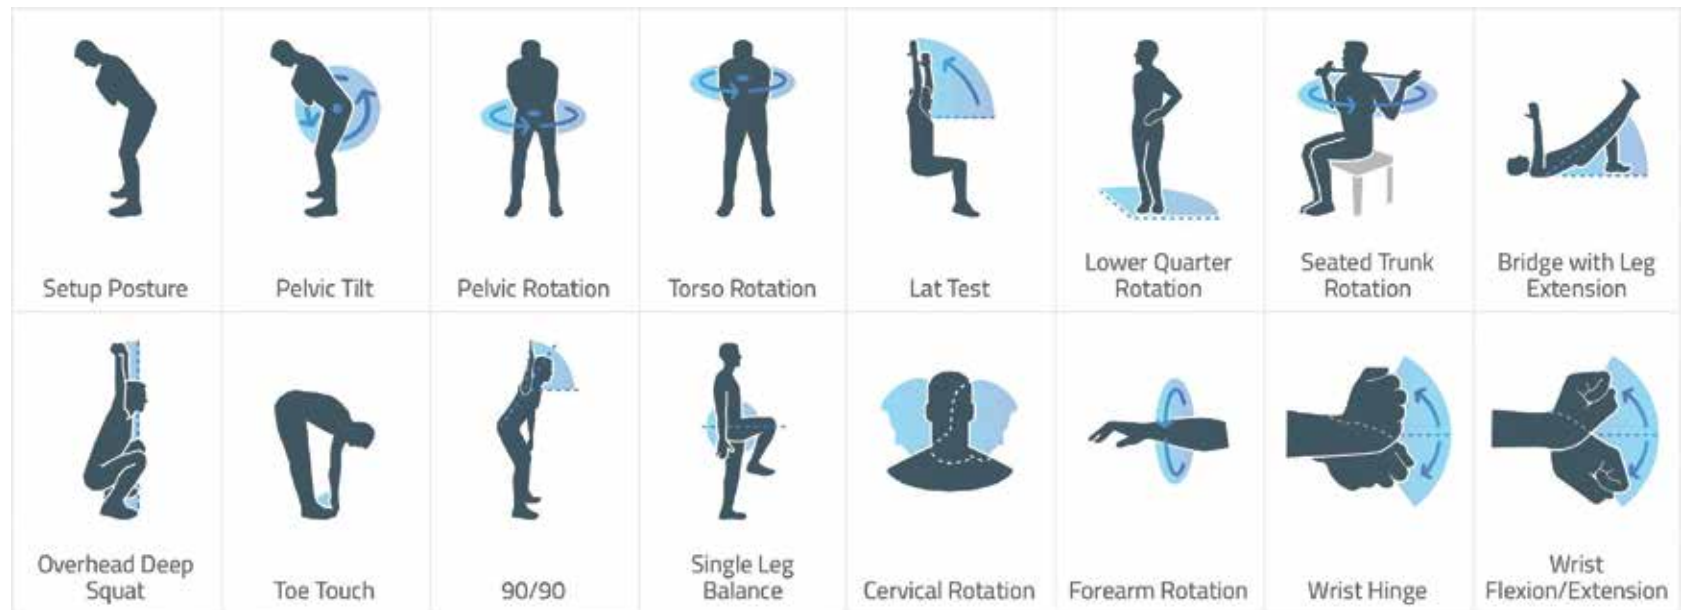 Setup Posture
Pelvic Tilt
Pelvic Rotation
Torso Rotation
Lat Test
Lower Quarter
Rotation
Seated Trunk
Rotation
Bridge with Leg
Extension
Overhead Deep
Squat
Toe Touch
90/90
Single Leg
Balance
Cervical Rotation
Forearm Rotation
Wrist Hinge
Wrist
Flexion/Extension